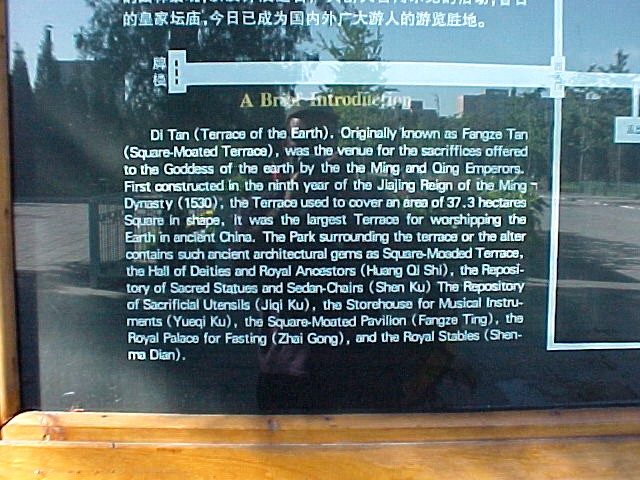 的皇家坛庙,今日已成为国内外广大游人的游览胜地。
牌楼
A Brief Introduction
Di Tan (Terrace of the Earth). Originally known as Fangze Tan
(Square-Moated Terrace), was the venue for the sacriffices offered
to the Goddess of the earth by the the Ming and Qing Emperors.
First constructed in the ninth year of the Jiajing Reign of the Ming
Dynasty (1530), the Terrace used to cover an area of 37.3 hectares
Square in shape, it was the largest Terrace for worshipping the
Earth in ancient China. The Park surrounding the terrace or the alter
contains such ancient architectural gems as Square-Moaded Terrace,
the Hall of Deities and Royal Ancestors (Huang Qi Shi), the Reposi-
tory of Sacred Statues and Sedan-Chairs (Shen Ku) The Repository
of Sacrificial Utensils (Jiqi Ku), the Storehouse for Musical Instru-
ments (Yueqi Ku), the Square-Moated Pavilion (Fangze Ting), the
Royal Palace for Fasting (Zhai Gong), and the Royal Stables (Shen-
ma Dian).